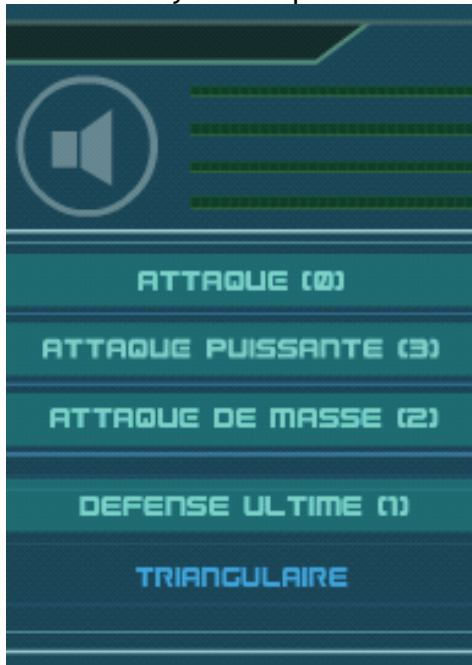 ATTAQUE (0)
ATTAQUE PUISSANTE (3)
ATTAQUE DE MASSE (2)
DEFENSE ULTIME (1)
TRIANGULAIRE